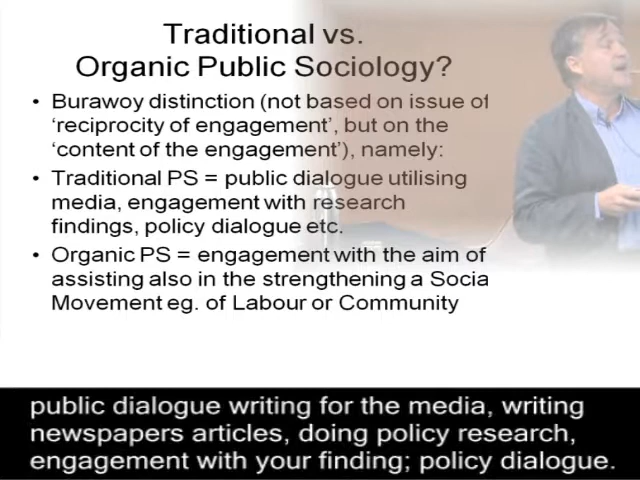 Traditional vs.
Organic Public Sociology?
• Burawoy distinction (not based on issue of
'reciprocity of engagement', but on the
'content of the engagement'), namely:
• Traditional PS = public dialogue utilising
media, engagement with research
findings, policy dialogue etc.
• Organic PS = engagement with the aim of
assisting also in the strengthening a Socia
Movement eg. of Labour or Community
public dialogue writing for the media, writing
newspapers articles, doing policy research,
engagement with your finding; policy dialogue.